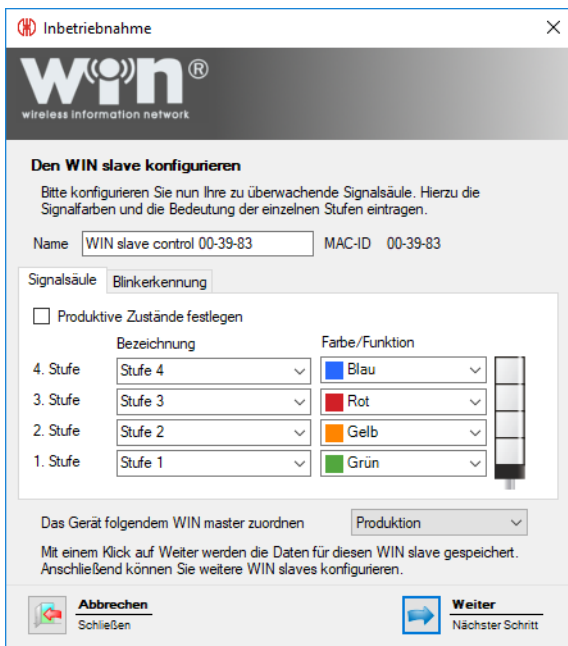 Inbetriebnahme
WIN®
wireless information network
Den WIN slave konfigurieren
Bitte konfigurieren Sie nun Ihre zu überwachende Signalsäule. Hierzu die
Signalfarben und die Bedeutung der einzelnen Stufen eintragen.
Name WIN slave control 00-39-83 MAC-ID 00-39-83
Signalsäule Blinkerkennung
Produktive Zustände festlegen
Bezeichnung Farbe/Funktion
4. Stufe Stufe 4 Blau
3. Stufe Stufe 3 Rot
2. Stufe Stufe 2 Gelb
1. Stufe Stufe 1 Grün
Das Gerät folgendem WIN master zuordnen Produktion
Mit einem Klick auf Weiter werden die Daten für diesen WIN slave gespeichert.
Anschließend können Sie weitere WIN slaves konfigurieren.
Abbrechen Weiter
Schließen Nächster Schritt